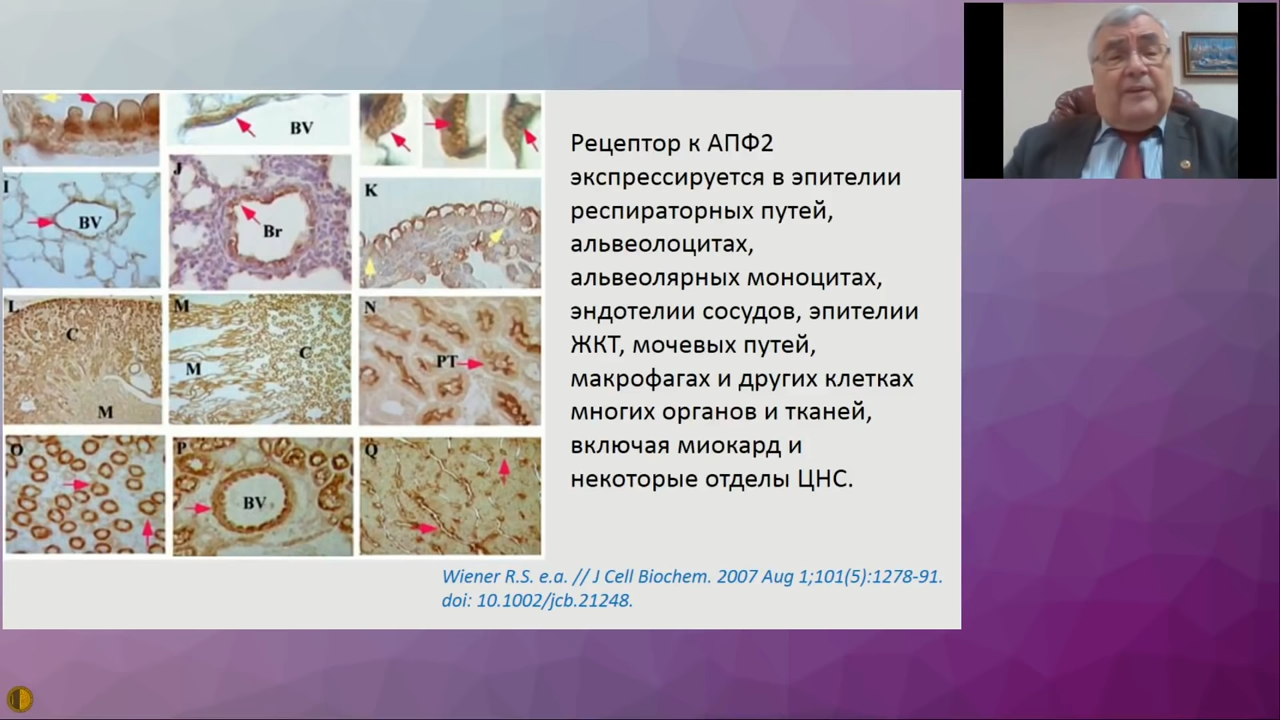 BV
I
BV
J
Br
K
L
C
M
M
M
C
N
PT
O
P
BV
Q
Рецептор к АПФ2
экспрессируется в эпителии
респираторных путей,
альвеолоцитах,
альвеолярных моноцитах,
эндотелии сосудов, эпителии
ЖКТ, мочевых путей,
макрофагах и других клетках
многих органов и тканей,
включая миокард и
некоторые отделы ЦНС.
Wiener R.S. e.a. // J Cell Biochem. 2007 Aug 1;101(5):1278-91.
doi: 10.1002/jcb.21248.